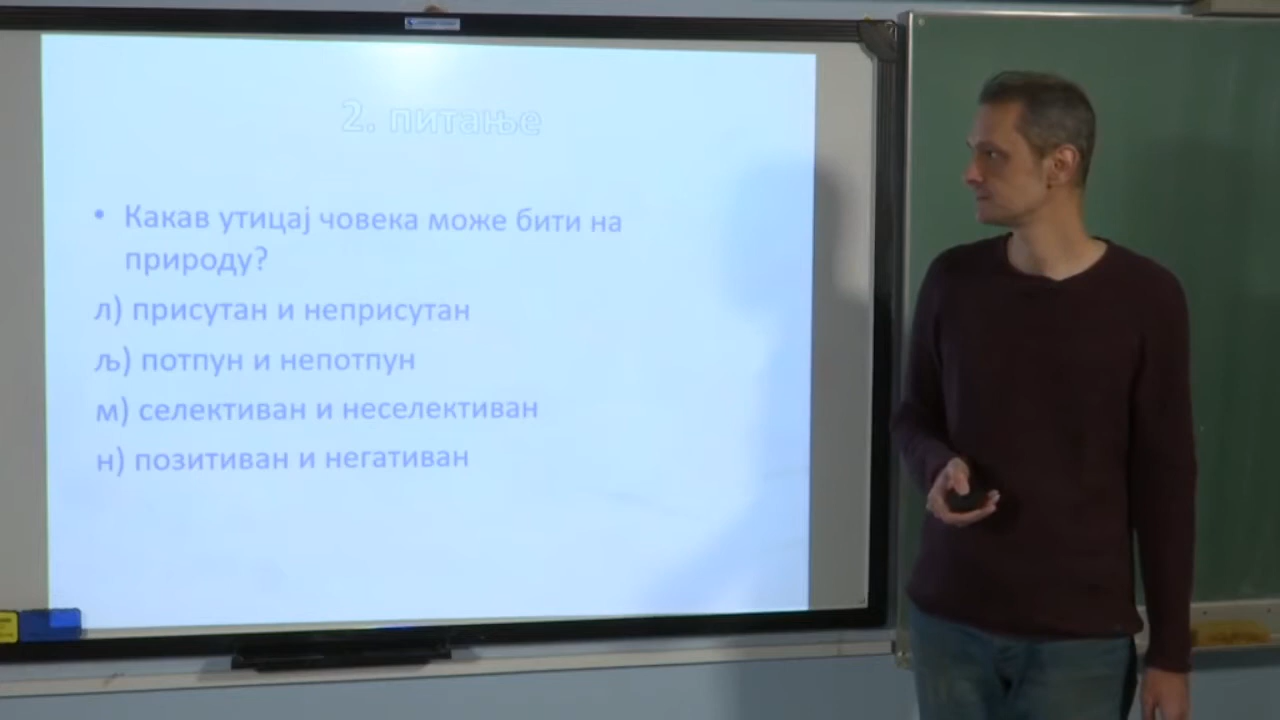 2. питање
• Какав утицај човека може бити на
природу?
л) присутан и неприсутан
љ) потпун и непотпун
м) селективан и неселективан
н) позитиван и негативан